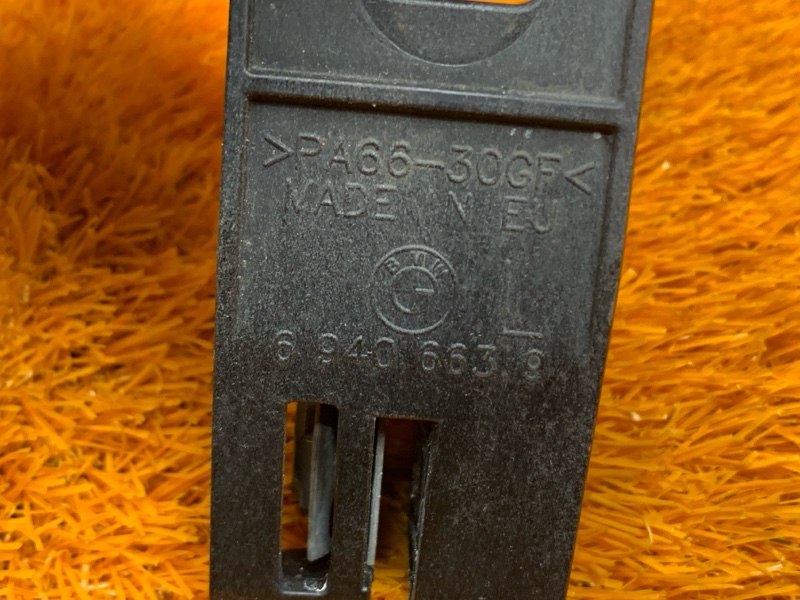 >PA66-30GF<
MADE IN EU
BMW
L
6 940 663.9